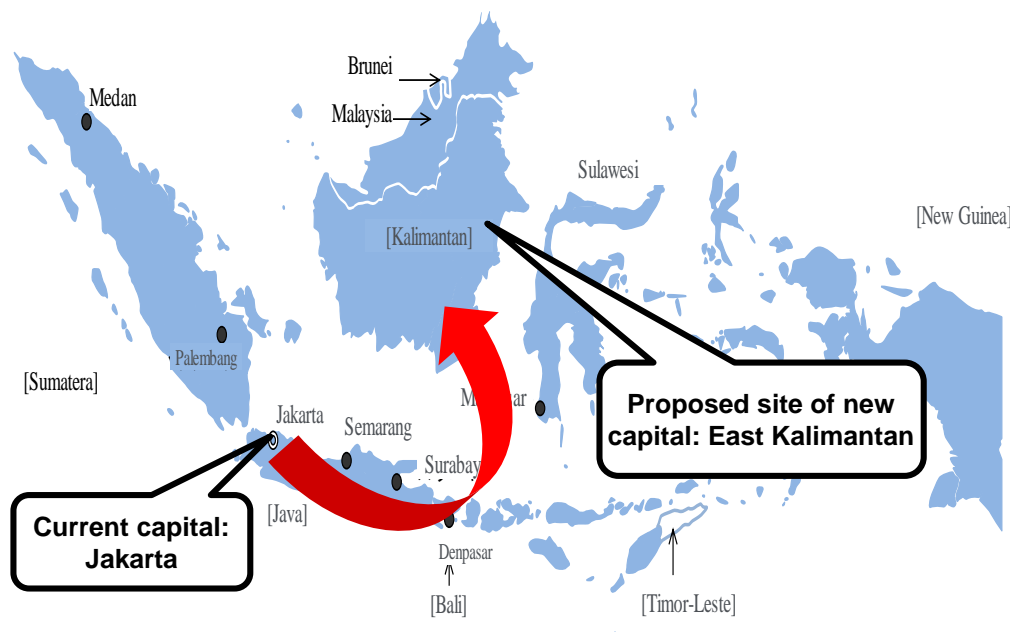 Brunei
Medan
Malaysia
Sulawesi
[New Guinea]
[Kalimantan]
Palembang
[Sumatera]
Proposed site of new
capital: East Kalimantan
Jakarta
Semarang
[Java]
Current capital:
Jakarta
Denpasar
[Bali]
[Timor-Leste]